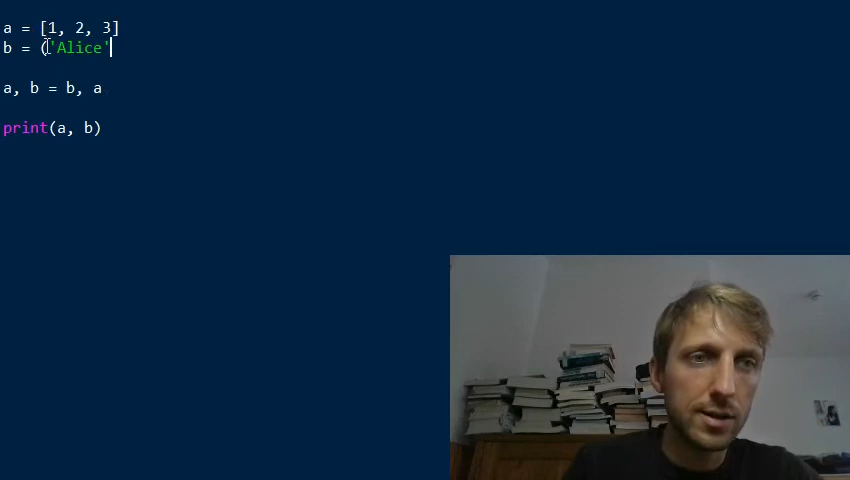 a = [1, 2, 3]
b = ('Alice'
a, b = b, a
print(a, b)